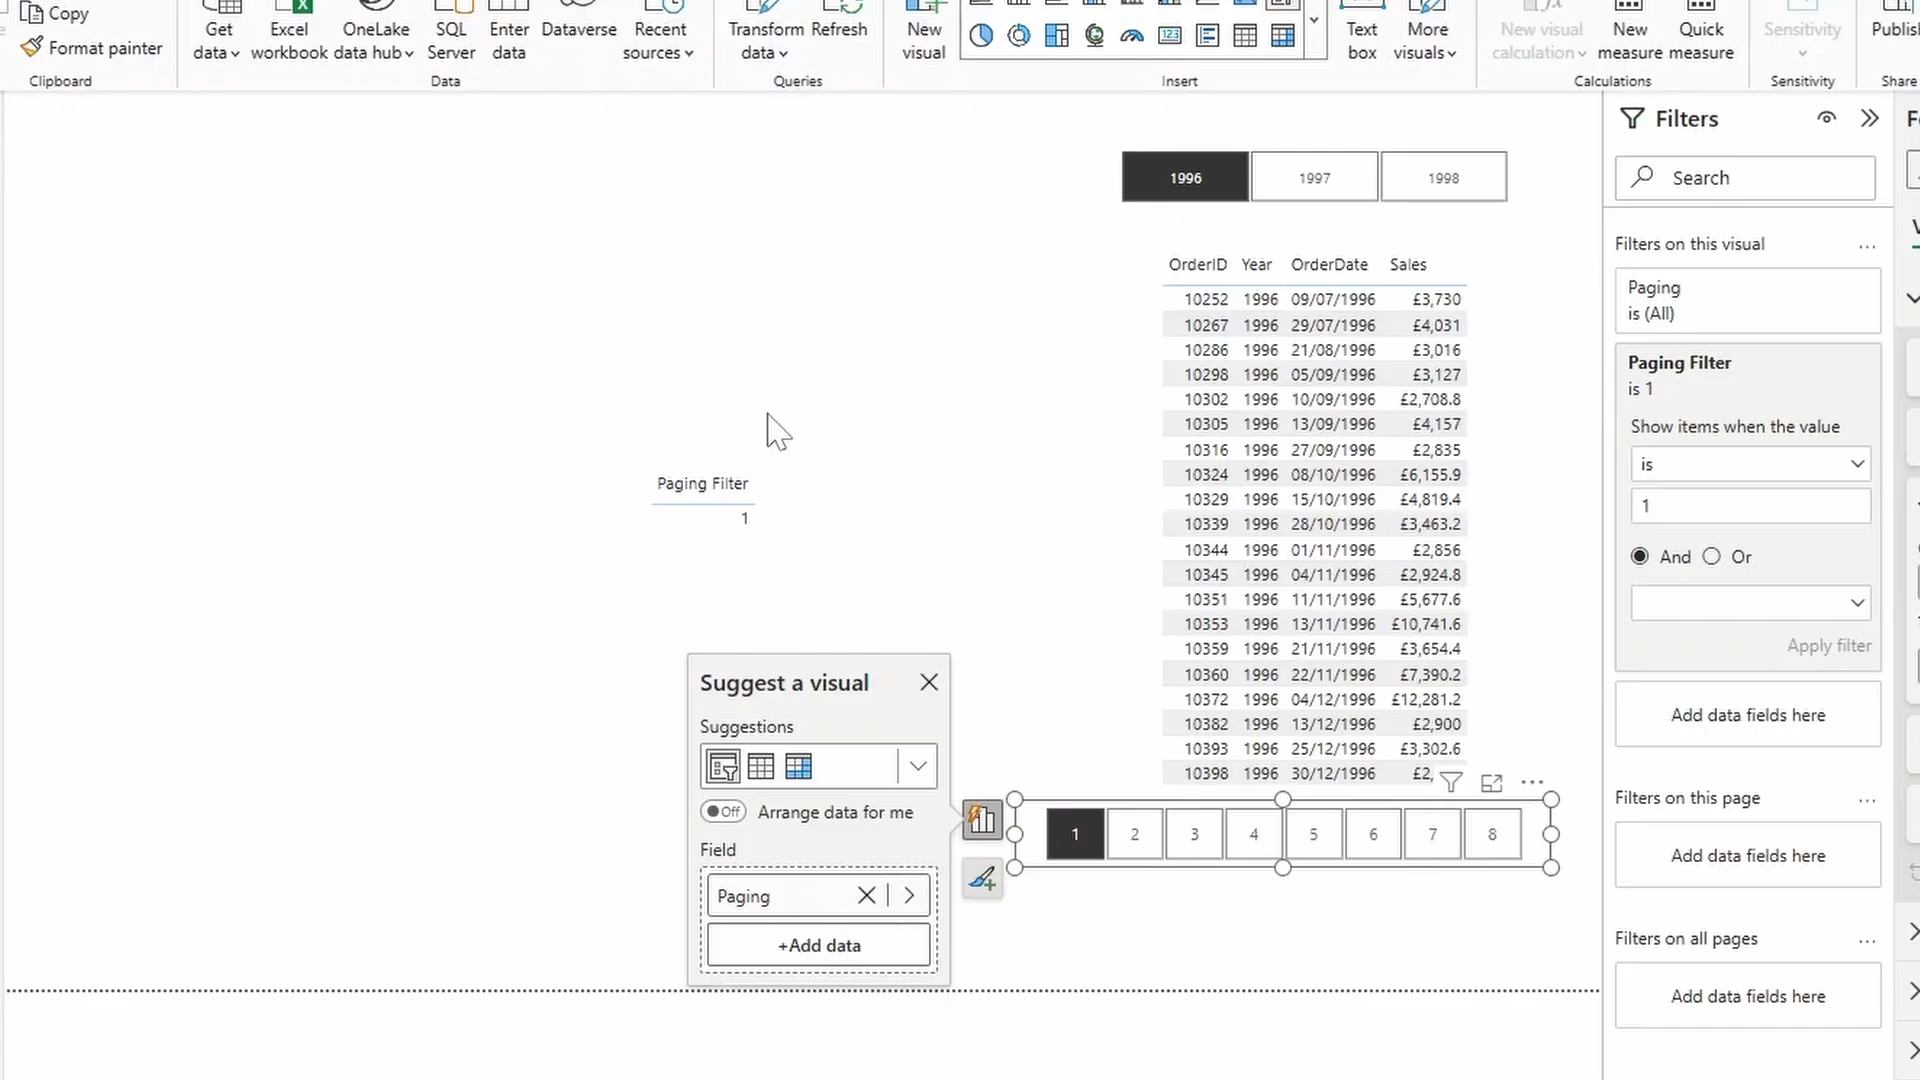 Copy
Format painter
Clipboard
Get data
Excel workbook
OneLake data hub
SQL Server
Enter data
Dataverse
Recent sources
Data
Transform data
Refresh
Queries
New visual
123
Insert
Text box
More visuals
New visual calculation
New measure
Quick measure
Calculations
Sensitivity
Sensitivity
Share
1996 1997 1998
OrderID Year OrderDate Sales
10252 1996 09/07/1996 £3,730
10267 1996 29/07/1996 £4,031
10286 1996 21/08/1996 £3,016
10298 1996 05/09/1996 £3,127
10302 1996 10/09/1996 £2,708.8
10305 1996 13/09/1996 £4,157
10316 1996 27/09/1996 £2,835
10324 1996 08/10/1996 £6,155.9
10329 1996 15/10/1996 £4,819.4
10339 1996 28/10/1996 £3,463.2
10344 1996 01/11/1996 £2,856
10345 1996 04/11/1996 £2,924.8
10351 1996 11/11/1996 £5,677.6
10353 1996 13/11/1996 £10,741.6
10359 1996 21/11/1996 £3,654.4
10360 1996 22/11/1996 £7,390.2
10372 1996 04/12/1996 £12,281.2
10382 1996 13/12/1996 £2,900
10393 1996 25/12/1996 £3,302.6
10398 1996 30/12/1996 £2,
1 2 3 4 5 6 7 8
Paging Filter
1
Suggest a visual
Suggestions
Off Arrange data for me
Field
Paging
+Add data
Filters
Search
Filters on this visual
Paging
is (All)
Paging Filter
is 1
Show items when the value
is
1
And Or
Apply filter
Add data fields here
Filters on this page
Add data fields here
Filters on all pages
Add data fields here